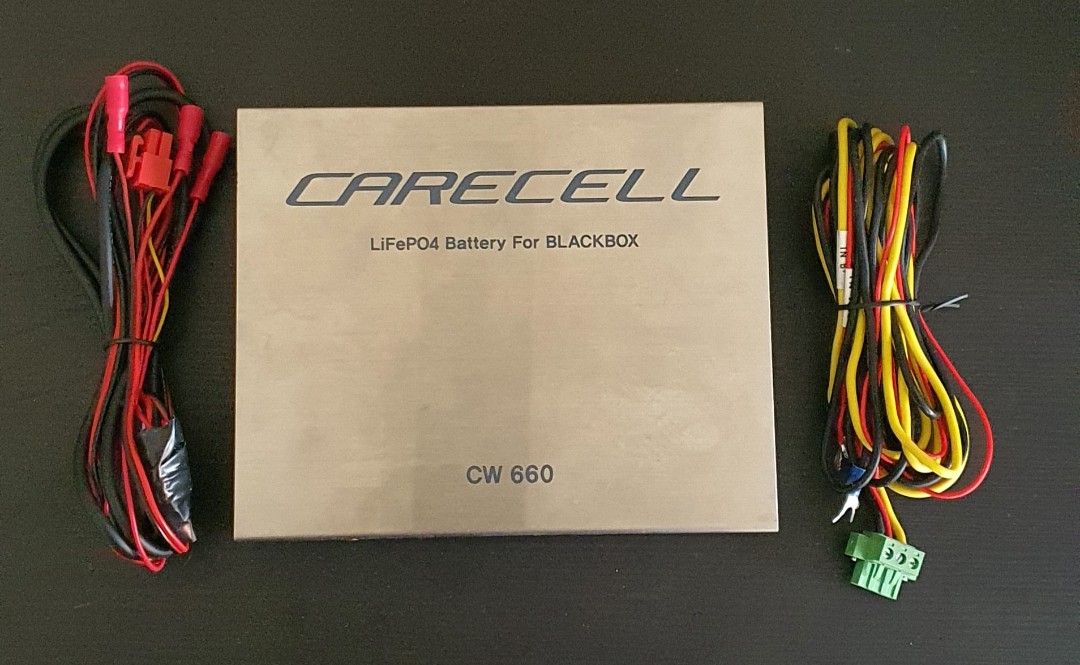 CARECELL
LiFePO4 Battery For BLACKBOX
CW 660